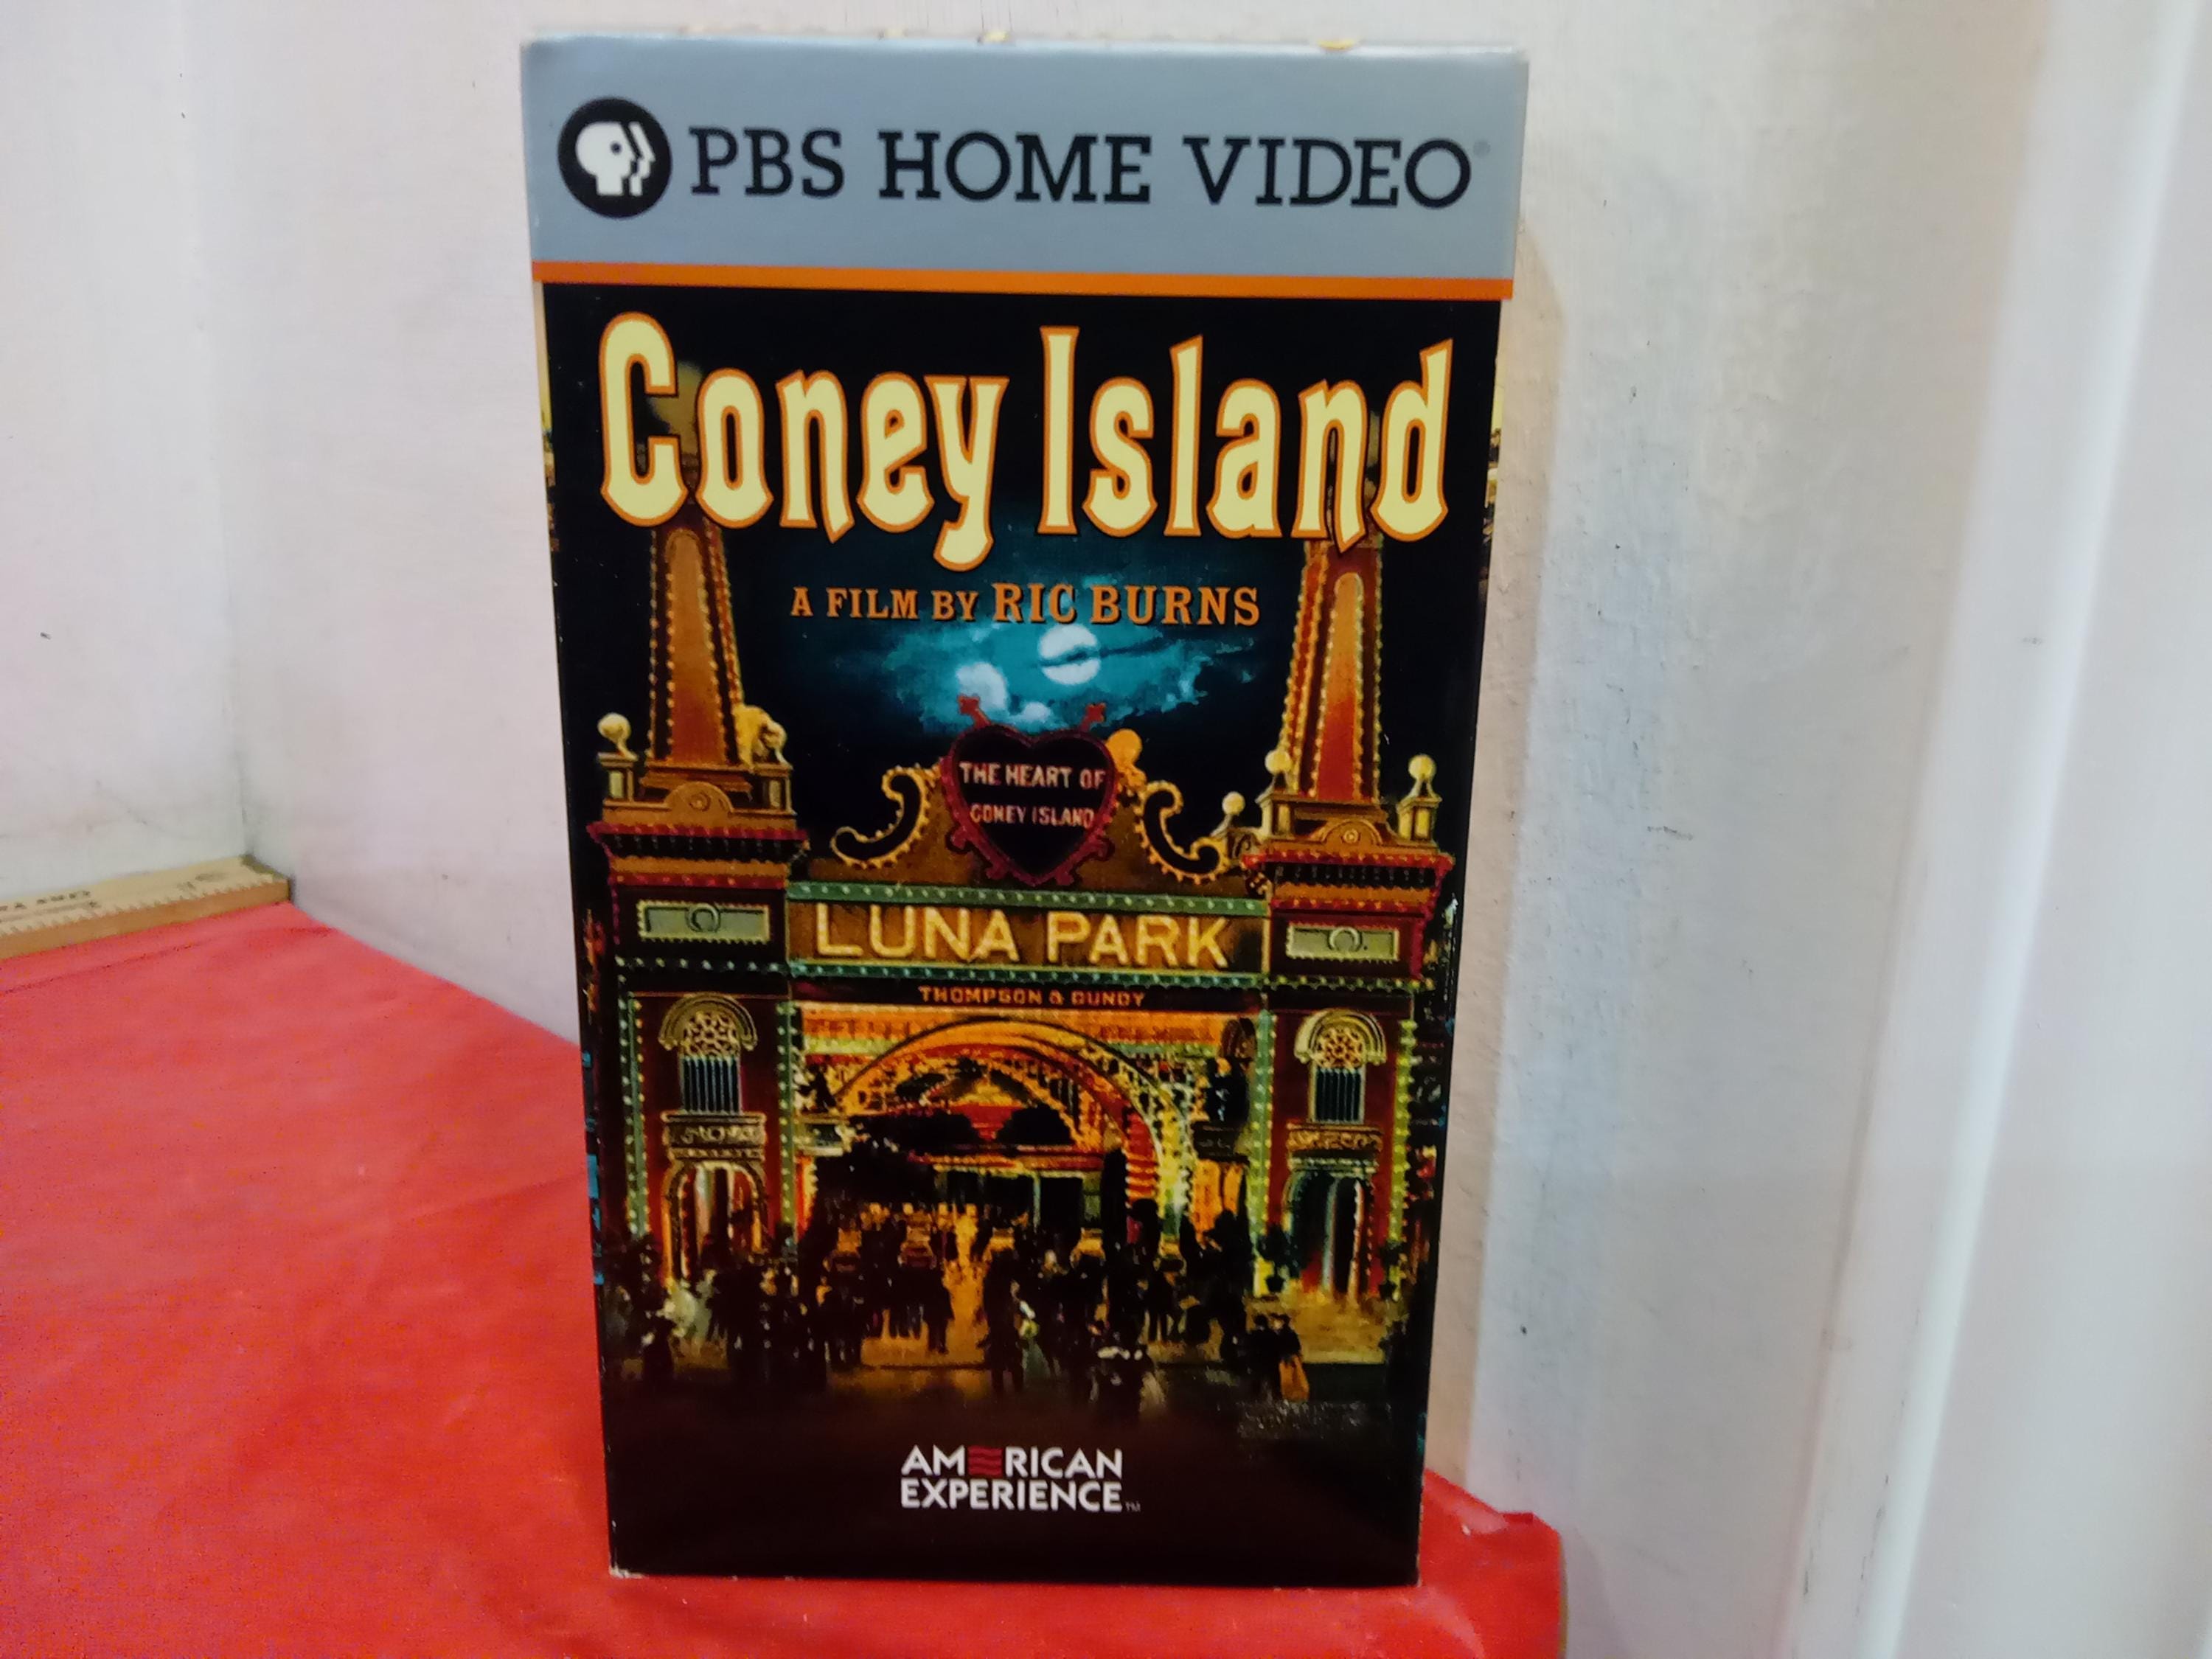 PBS HOME VIDEO®
Coney Island
A FILM BY RIC BURNS
THE HEART OF
CONEY ISLAND
LUNA PARK
THOMPSON & DUNDY
AMERICAN
EXPERIENCE™